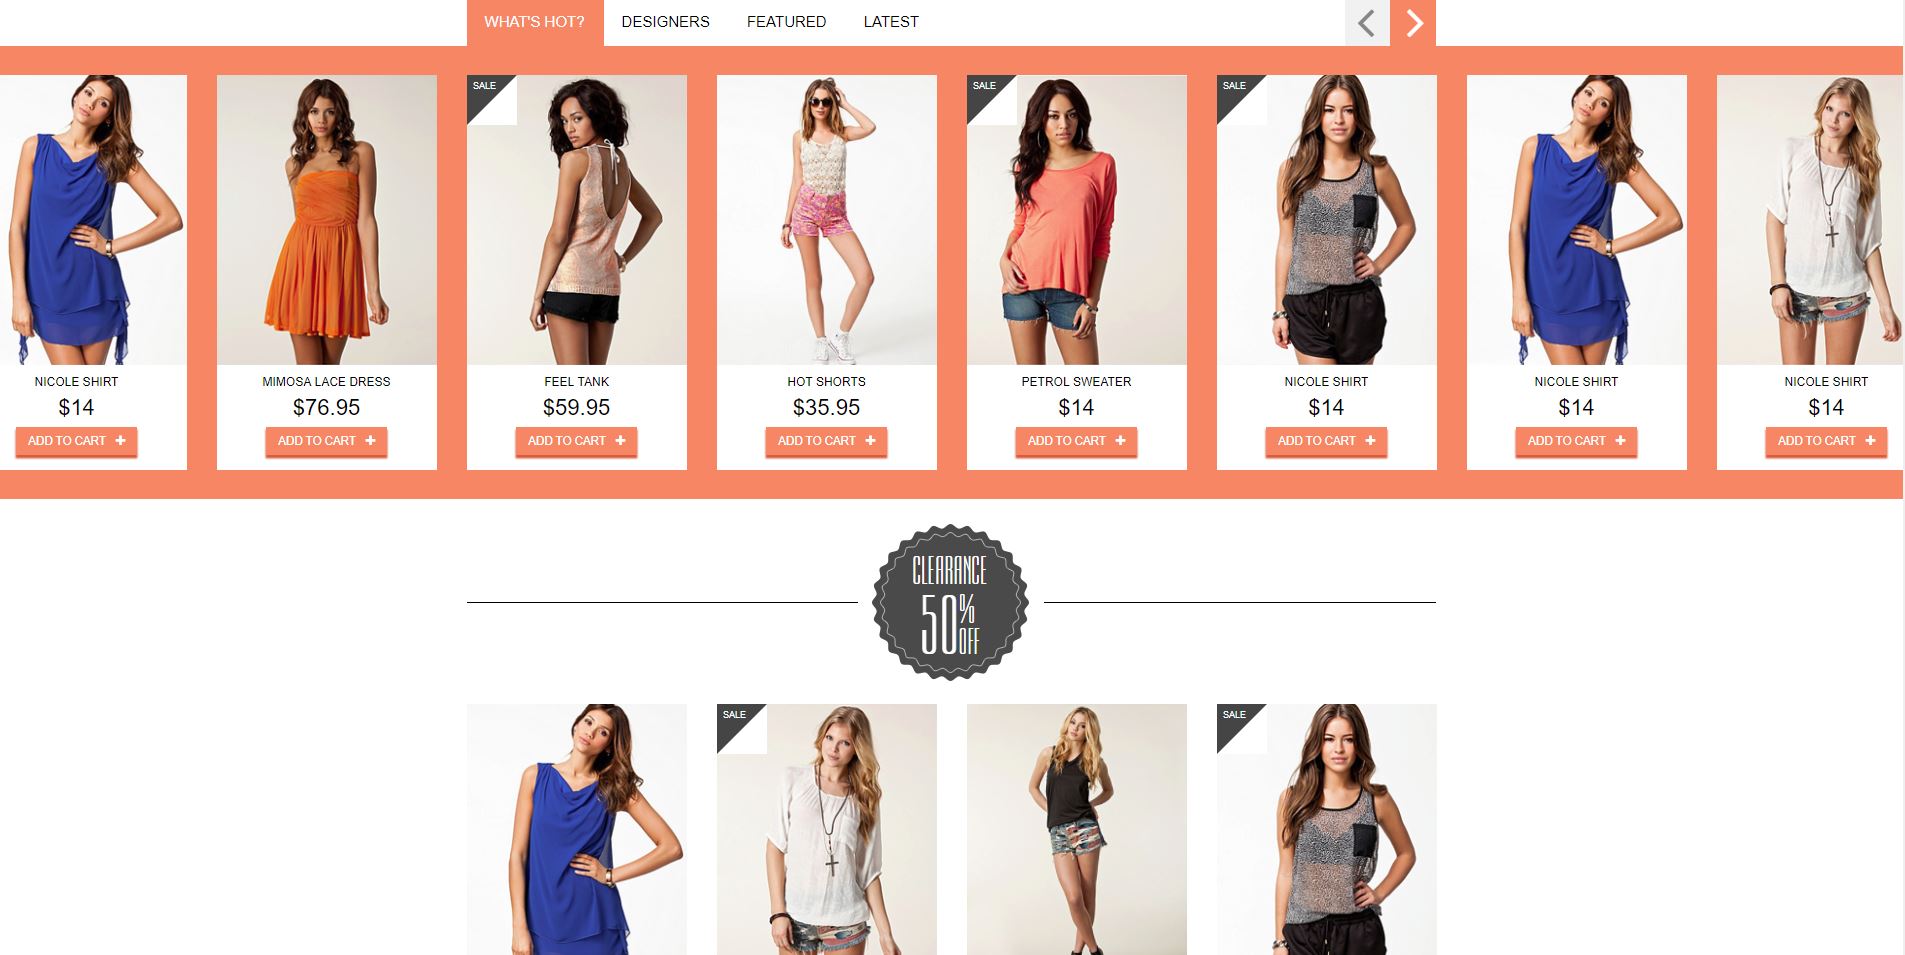 WHAT'S HOT?
DESIGNERS
FEATURED
LATEST
SALE
SALE
SALE
NICOLE SHIRT
$14
ADD TO CART +
MIMOSA LACE DRESS
$76.95
ADD TO CART +
FEEL TANK
$59.95
ADD TO CART +
HOT SHORTS
$35.95
ADD TO CART +
PETROL SWEATER
$14
ADD TO CART +
NICOLE SHIRT
$14
ADD TO CART +
NICOLE SHIRT
$14
ADD TO CART +
NICOLE SHIRT
$14
ADD TO CART +
CLEARANCE
50%
OFF
SALE
SALE